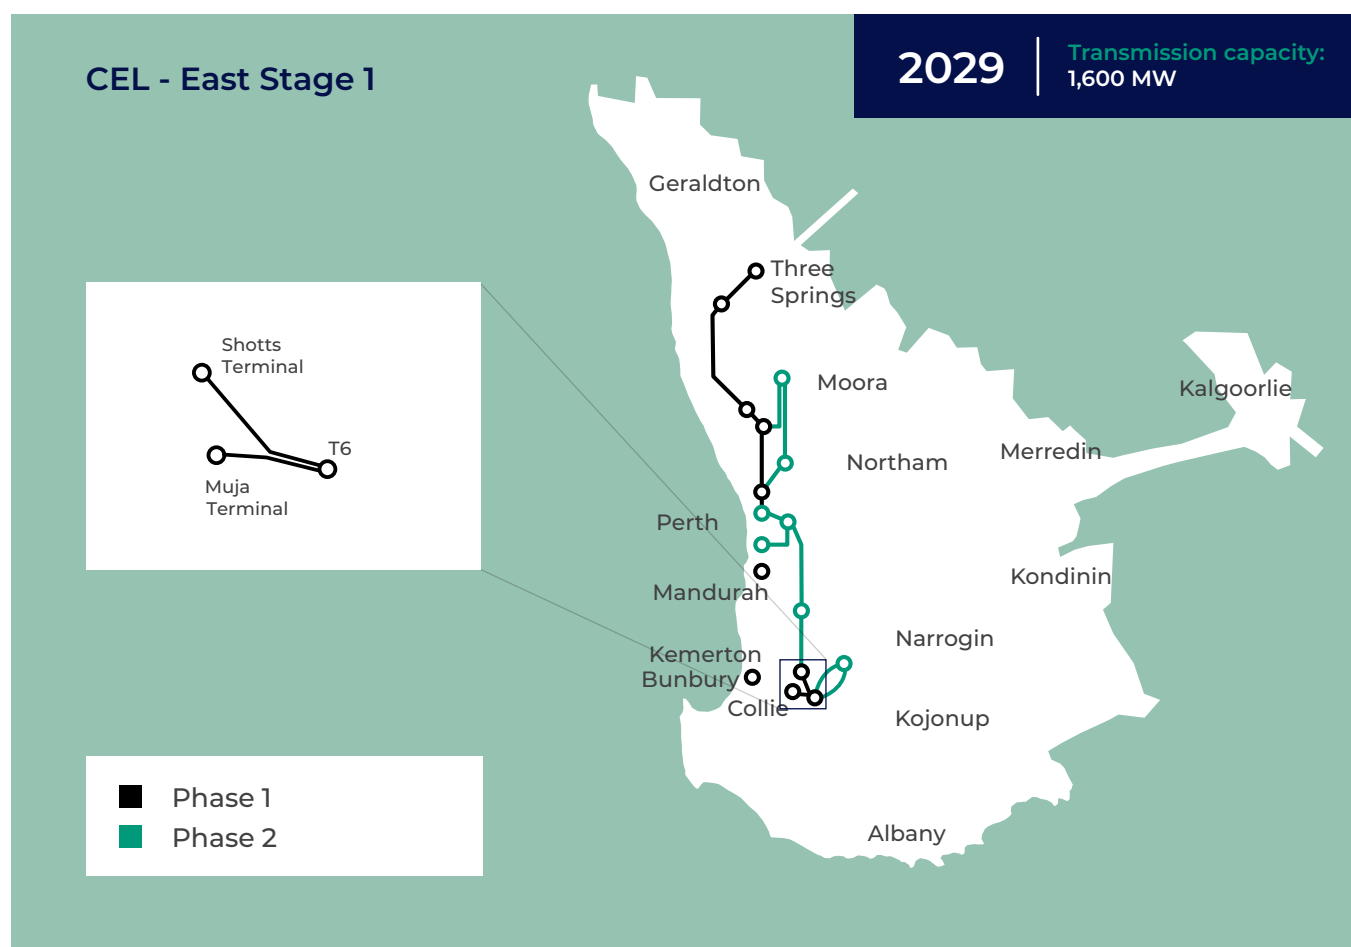 CEL - East Stage 1
2029
Transmission capacity:
1,600 MW
Geraldton
Three
Springs
Shotts
Terminal
T6
Muja
Terminal
Moora
Kalgoorlie
Northam
Merredin
Perth
Mandurah
Kondinin
Kemerton
Bunbury
Narrogin
Collie
Kojonup
Albany
Phase 1
Phase 2